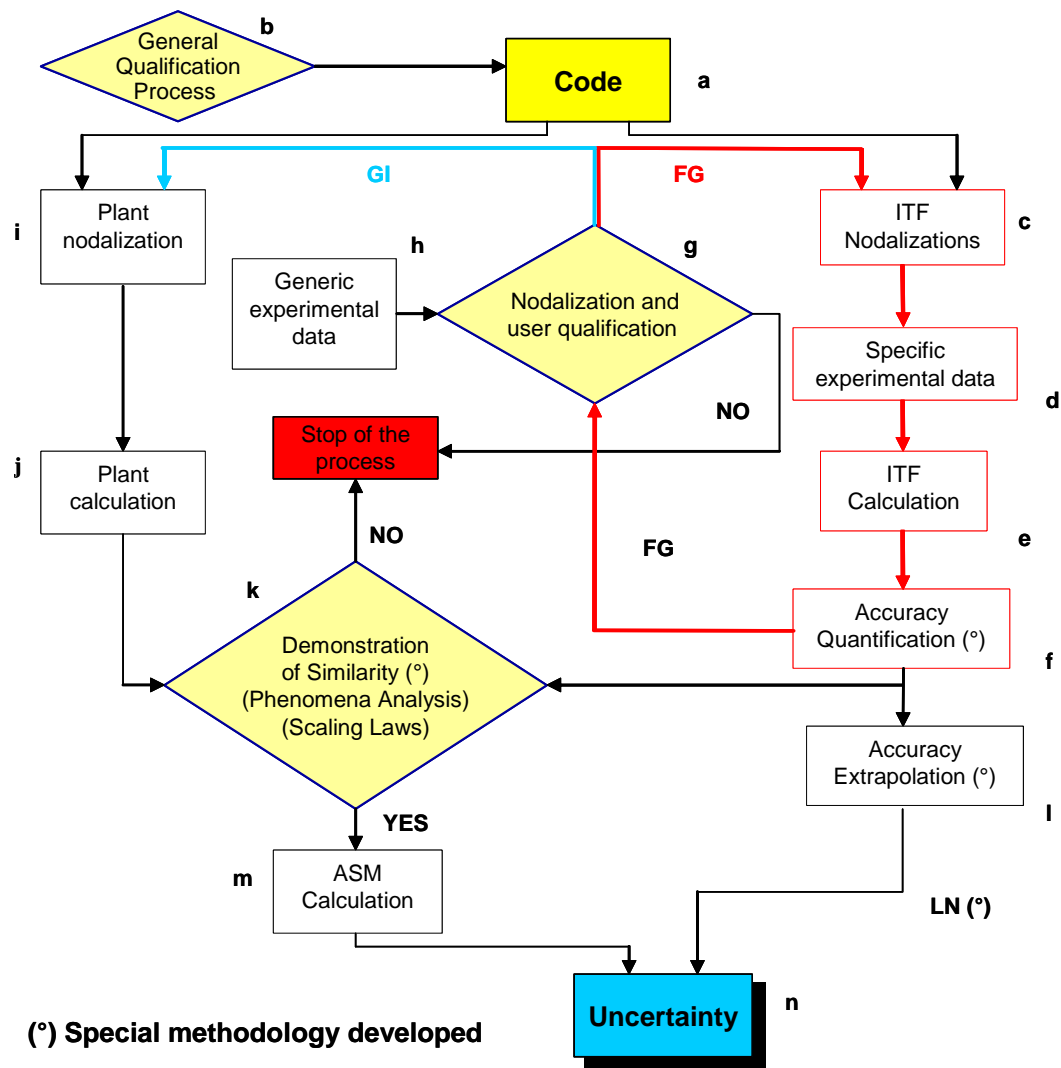 b
General
Qualification
Process
Code
a
GI
FG
i
Plant
nodalization
h
Generic
experimental
data
g
Nodalization and
user qualification
ITF
Nodalizations
c
Specific
experimental data
d
NO
Stop of the
process
j
Plant
calculation
ITF
Calculation
e
NO
FG
k
Demonstration
of Similarity (°)
(Phenomena Analysis)
(Scaling Laws)
Accuracy
Quantification (°)
f
Accuracy
Extrapolation (°)
l
YES
m
ASM
Calculation
LN (°)
Uncertainty
n
(°) Special methodology developed